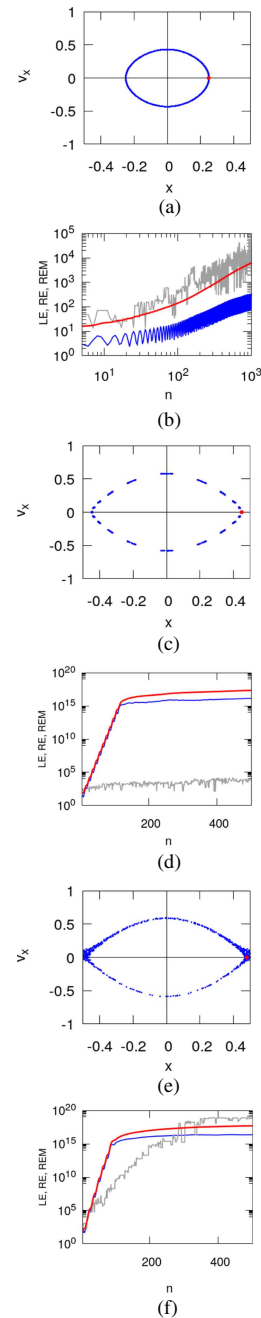 1
0.5
0
-0.5
-1
v_x
-0.4 -0.2 0 0.2 0.4
x
(a)
10^5
10^4
10^3
10^2
10^1
10^0
LE, RE, REM
10^1 10^2 10^3
n
(b)
1
0.5
0
-0.5
-1
v_x
-0.4 -0.2 0 0.2 0.4
x
(c)
10^20
10^15
10^10
10^5
10^0
LE, RE, REM
200 400
n
(d)
1
0.5
0
-0.5
-1
v_x
-0.4 -0.2 0 0.2 0.4
x
(e)
10^20
10^15
10^10
10^5
10^0
LE, RE, REM
200 400
n
(f)